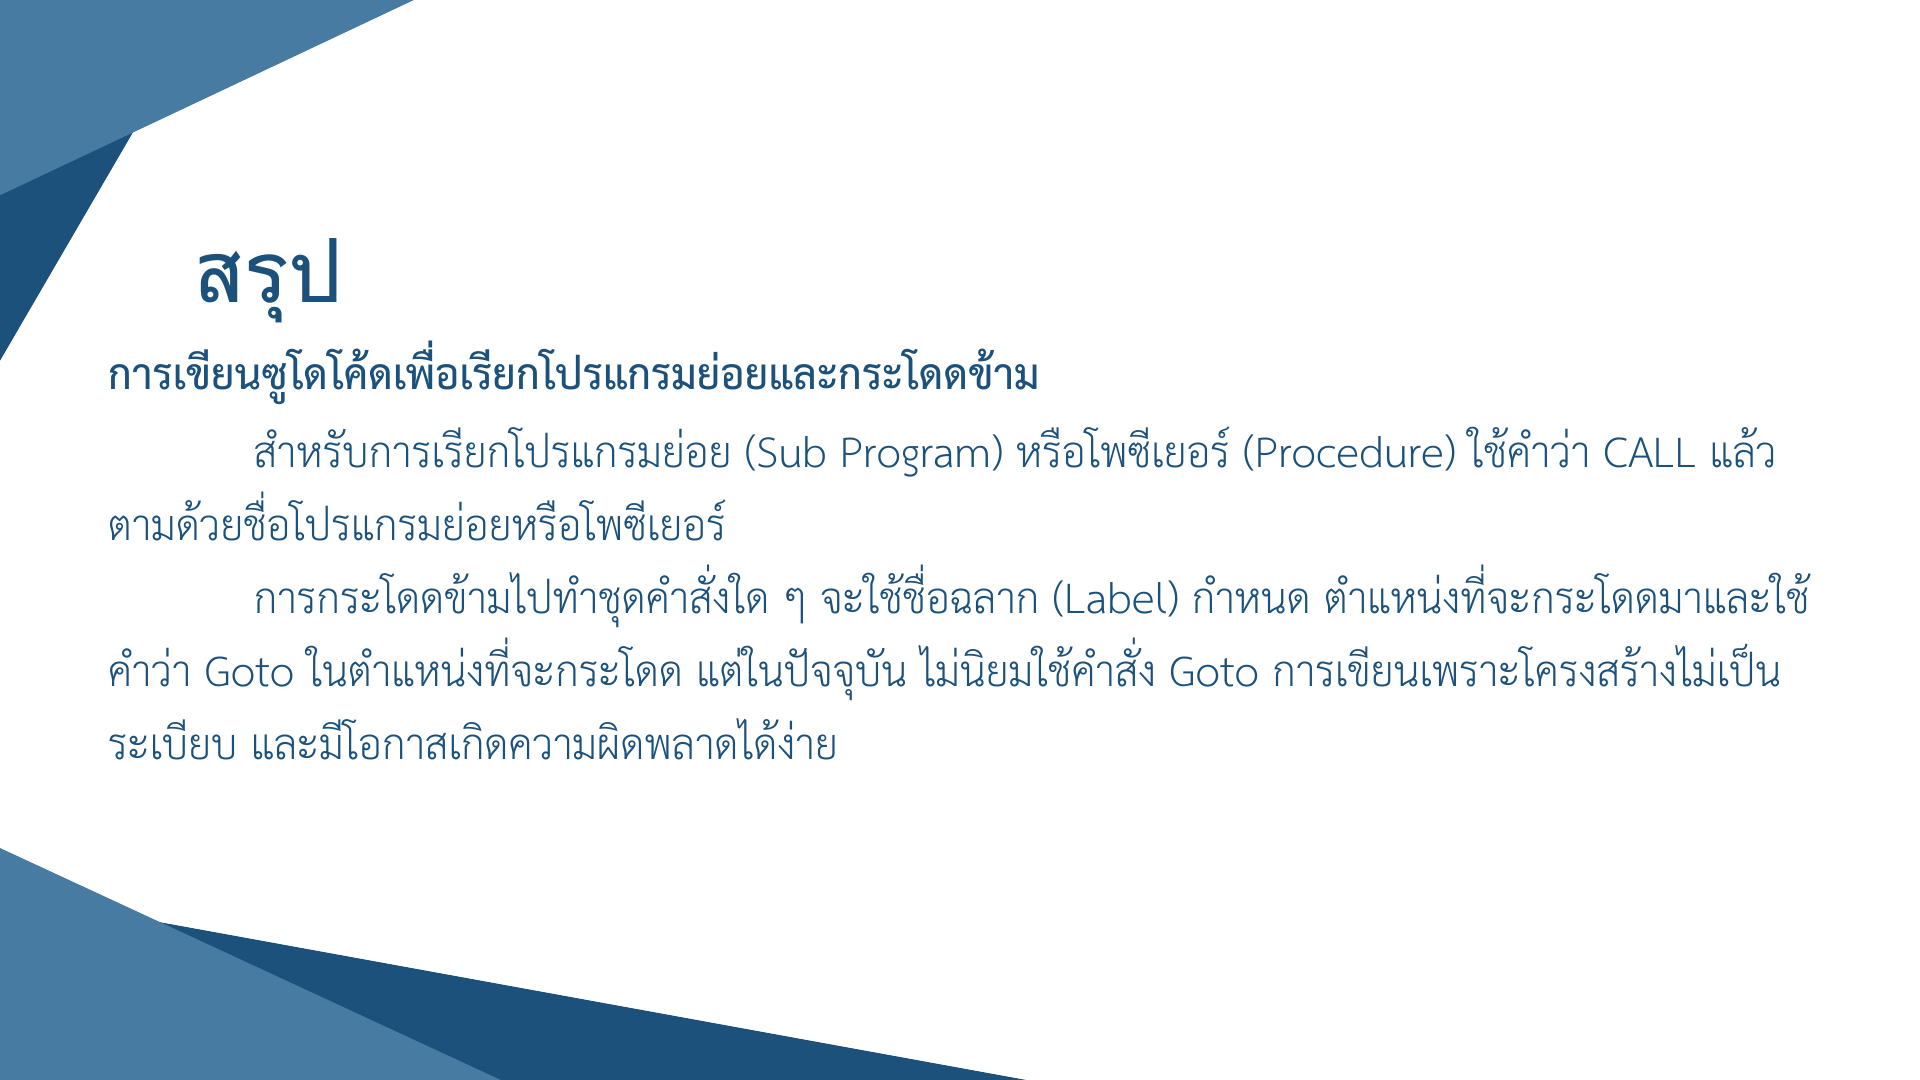 สรุป
การเขียนซูโดโค้ดเพื่อเรียกโปรแกรมย่อยและกระโดดข้าม
สำหรับการเรียกโปรแกรมย่อย (Sub Program) หรือโพซีเยอร์ (Procedure) ใช้คำว่า CALL แล้ว
ตามด้วยชื่อโปรแกรมย่อยหรือโพซีเยอร์
การกระโดดข้ามไปทำชุดคำสั่งใด ๆ จะใช้ชื่อฉลาก (Label) กำหนด ตำแหน่งที่จะกระโดดมาและใช้
คำว่า Goto ในตำแหน่งที่จะกระโดด แต่ในปัจจุบัน ไม่นิยมใช้คำสั่ง Goto การเขียนเพราะโครงสร้างไม่เป็น
ระเบียบ และมีโอกาสเกิดความผิดพลาดได้ง่าย